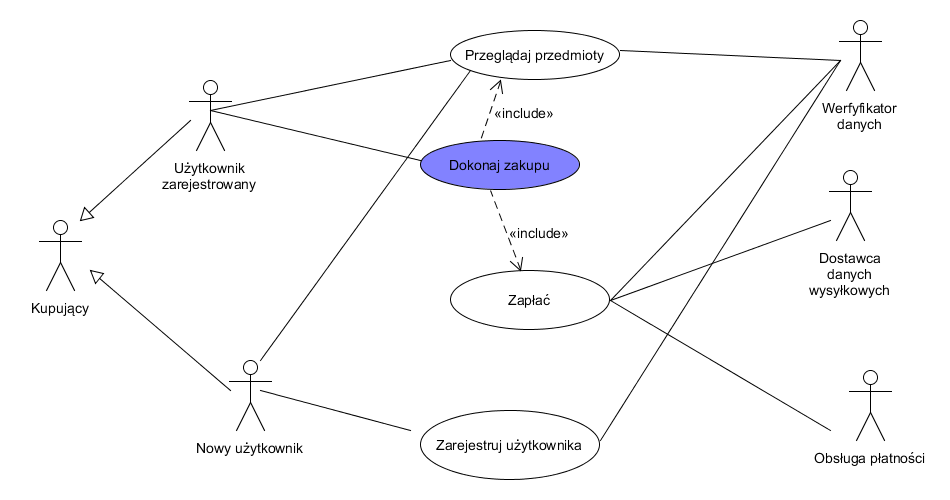 Przeglądaj przedmioty
Werfyfikator
danych
«include»
Użytkownik
zarejestrowany
Dokonaj zakupu
«include»
Dostawca
danych
wysyłkowych
Kupujący
Zapłać
Nowy użytkownik
Zarejestruj użytkownika
Obsługa płatności